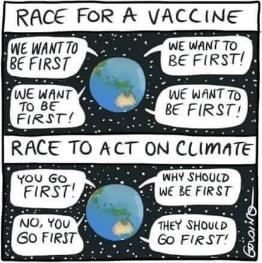 RACE FOR A VACCINE
WE WANT TO
BE FIRST
WE WANT TO
BE FIRST!
WE WANT
TO BE
FIRST!
WE WANT TO
BE FIRST!
RACE TO ACT ON CLIMATE
YOU GO
FIRST!
WHY SHOULD
WE BE FIRST
NO, YOU
GO FIRST
THEY SHOULD
GO FIRST!